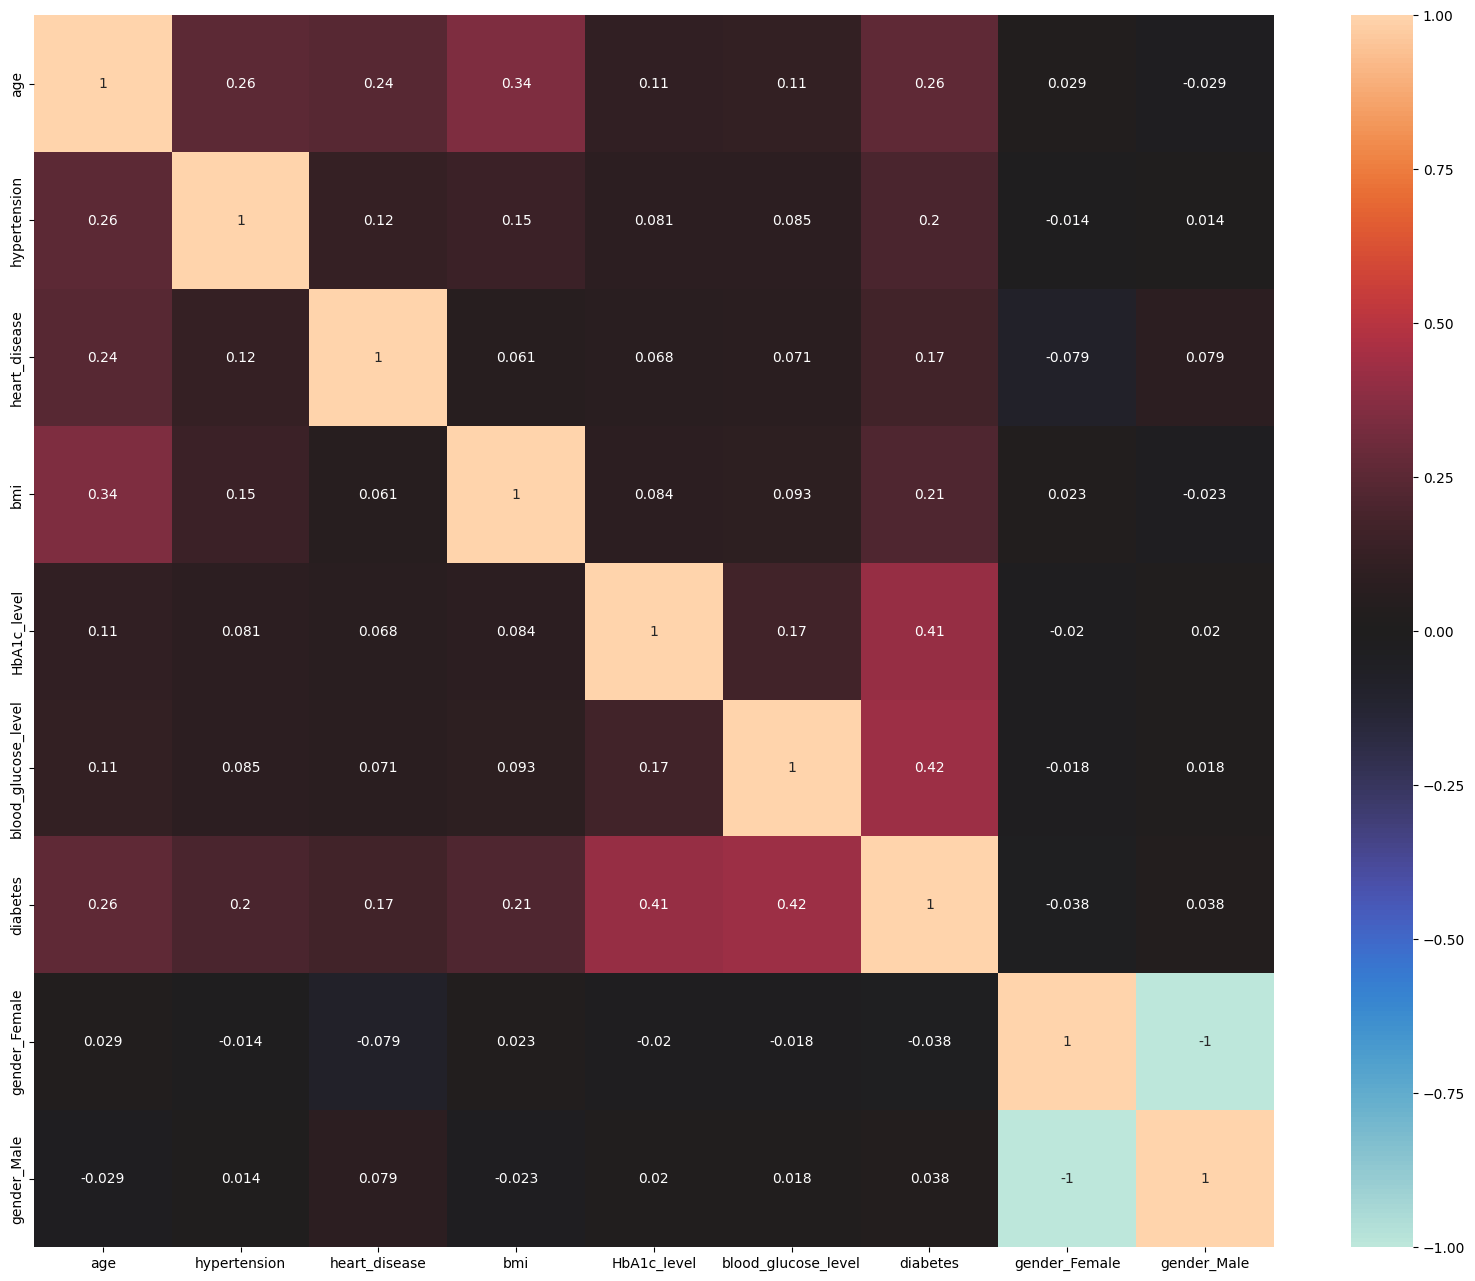 age 1 0.26 0.24 0.34 0.11 0.11 0.26 0.029 -0.029
hypertension 0.26 1 0.12 0.15 0.081 0.085 0.2 -0.014 0.014
heart_disease 0.24 0.12 1 0.061 0.068 0.071 0.17 -0.079 0.079
bmi 0.34 0.15 0.061 1 0.084 0.093 0.21 0.023 -0.023
HbA1c_level 0.11 0.081 0.068 0.084 1 0.17 0.41 -0.02 0.02
blood_glucose_level 0.11 0.085 0.071 0.093 0.17 1 0.42 -0.018 0.018
diabetes 0.26 0.2 0.17 0.21 0.41 0.42 1 -0.038 0.038
gender_Female 0.029 -0.014 -0.079 0.023 -0.02 -0.018 -0.038 1 -1
gender_Male -0.029 0.014 0.079 -0.023 0.02 0.018 0.038 -1 1
age hypertension heart_disease bmi HbA1c_level blood_glucose_level diabetes gender_Female gender_Male
1.00
0.75
0.50
0.25
0.00
−0.25
−0.50
−0.75
−1.00